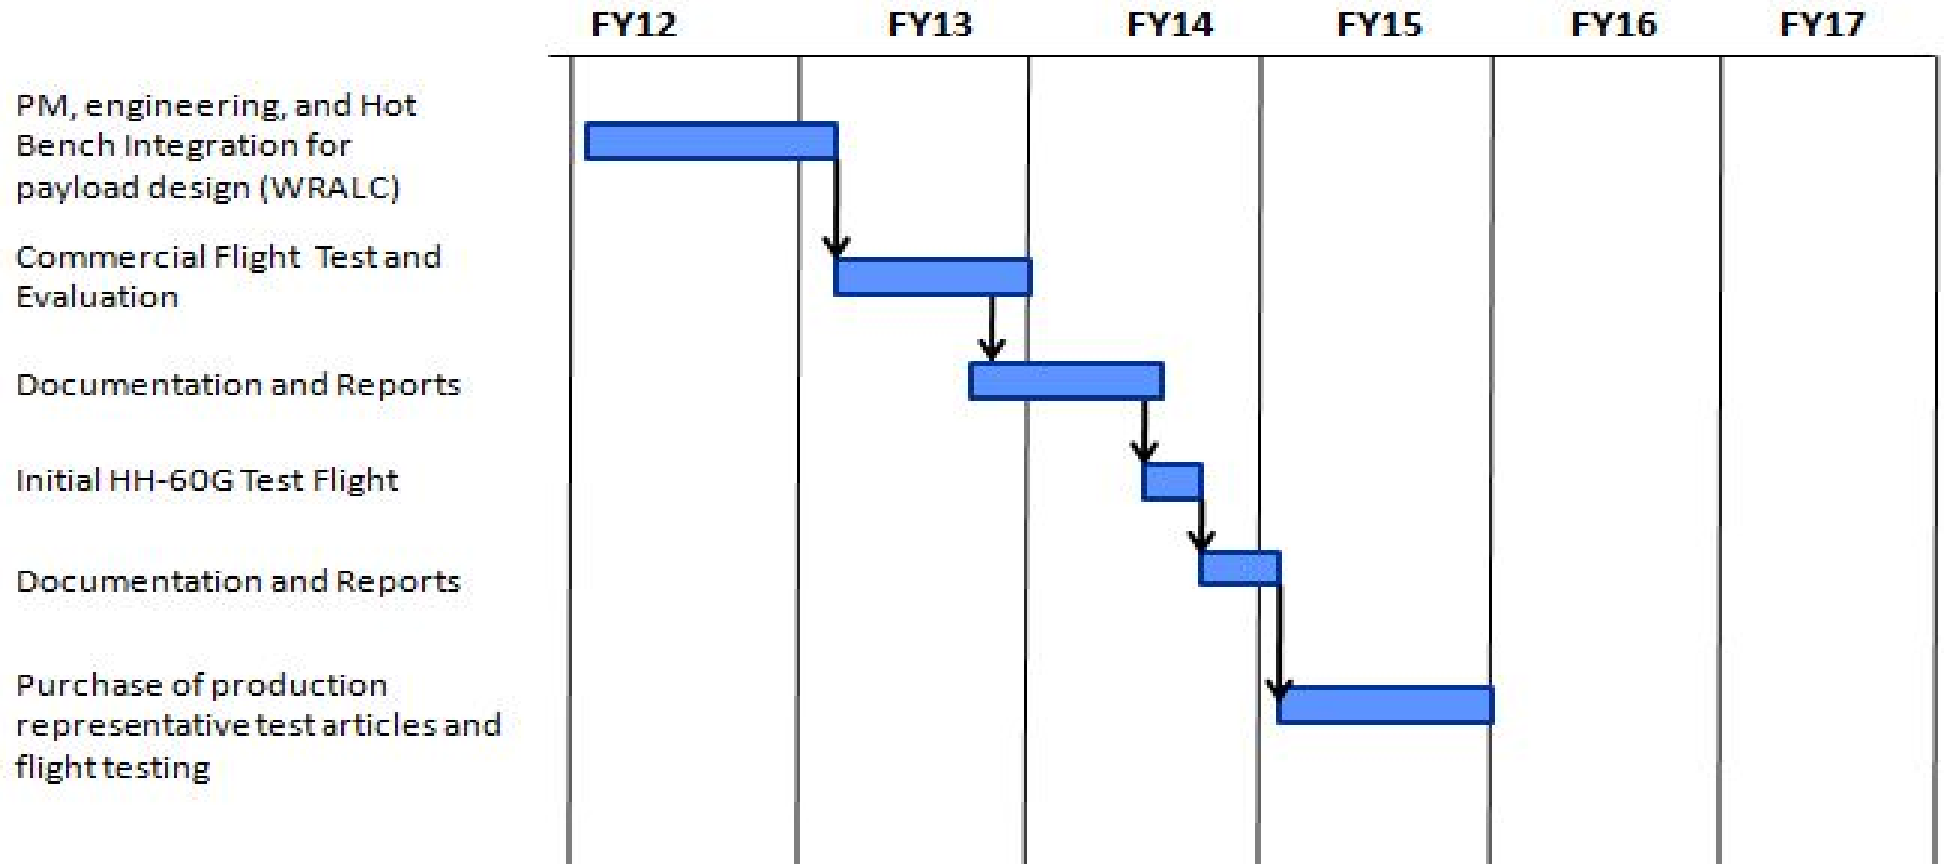 FY12 FY13 FY14 FY15 FY16 FY17
PM, engineering, and Hot
Bench Integration for
payload design (WRALC)
Commercial Flight Test and
Evaluation
Documentation and Reports
Initial HH-60G Test Flight
Documentation and Reports
Purchase of production
representative test articles and
flight testing